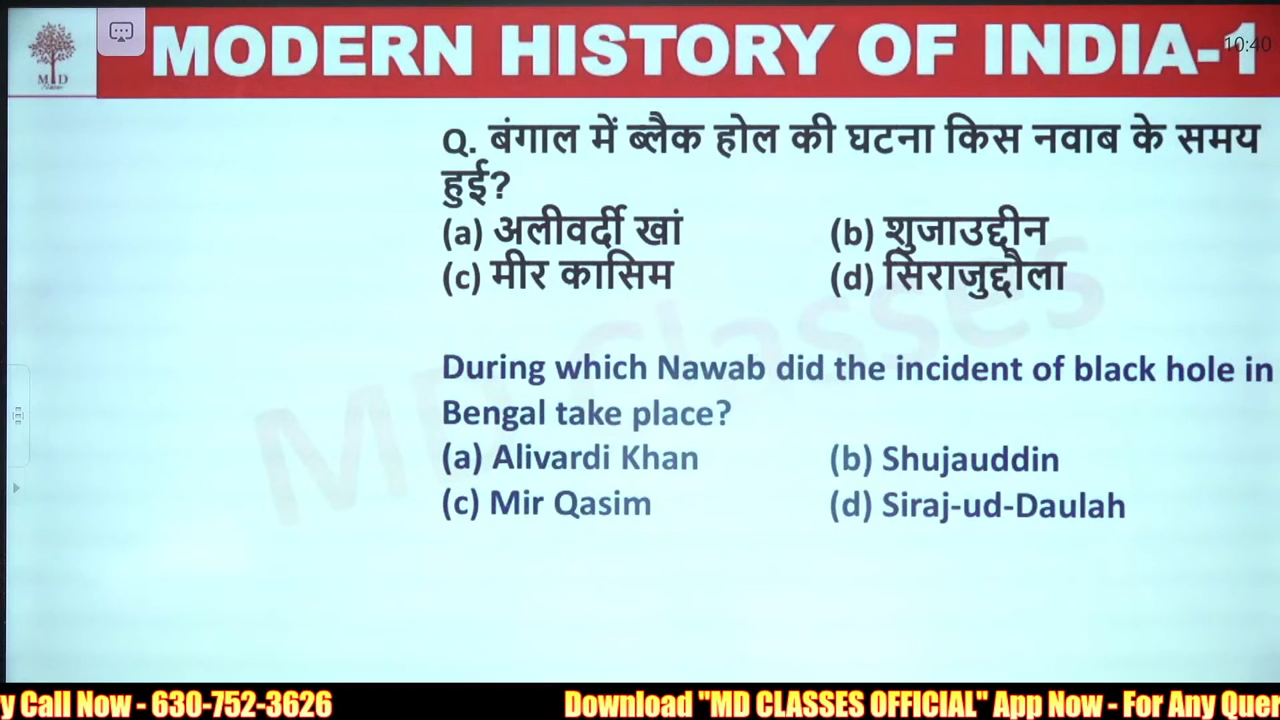 MODERN HISTORY OF INDIA-1
10:40
MD
Q. बंगाल में ब्लैक होल की घटना किस नवाब के समय
हुई?
(a) अलीवर्दी खां (b) शुजाउद्दीन
(c) मीर कासिम (d) सिराजुद्दौला
MD Classes
During which Nawab did the incident of black hole in
Bengal take place?
(a) Alivardi Khan (b) Shujauddin
(c) Mir Qasim (d) Siraj-ud-Daulah
y Call Now - 630-752-3626 Download "MD CLASSES OFFICIAL" App Now - For Any Quer